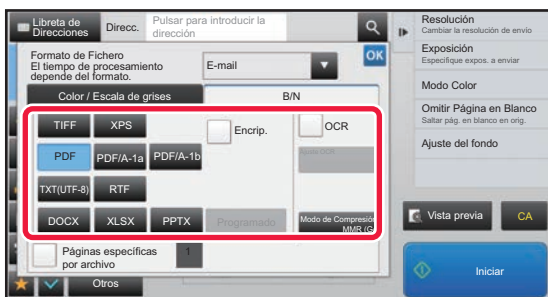 Libreta de
Direcciones
Direcc.
Pulsar para introducir la
dirección
Formato de Fichero
El tiempo de procesamiento
depende del formato.
E-mail
OK
Color / Escala de grises
B/N
TIFF
XPS
Encrip.
OCR
PDF
PDF/A-1a
PDF/A-1b
Ajuste OCR
TXT(UTF-8)
RTF
DOCX
XLSX
PPTX
Programado
Modo de Compresión
MMR (G
Páginas específicas
por archivo
1
Otros
Resolución
Cambiar la resolución de envío
Exposición
Especifique expos. a enviar
Modo Color
Omitir Página en Blanco
Saltar pág. en blanco en orig.
Ajuste del fondo
Vista previa
CA
Iniciar